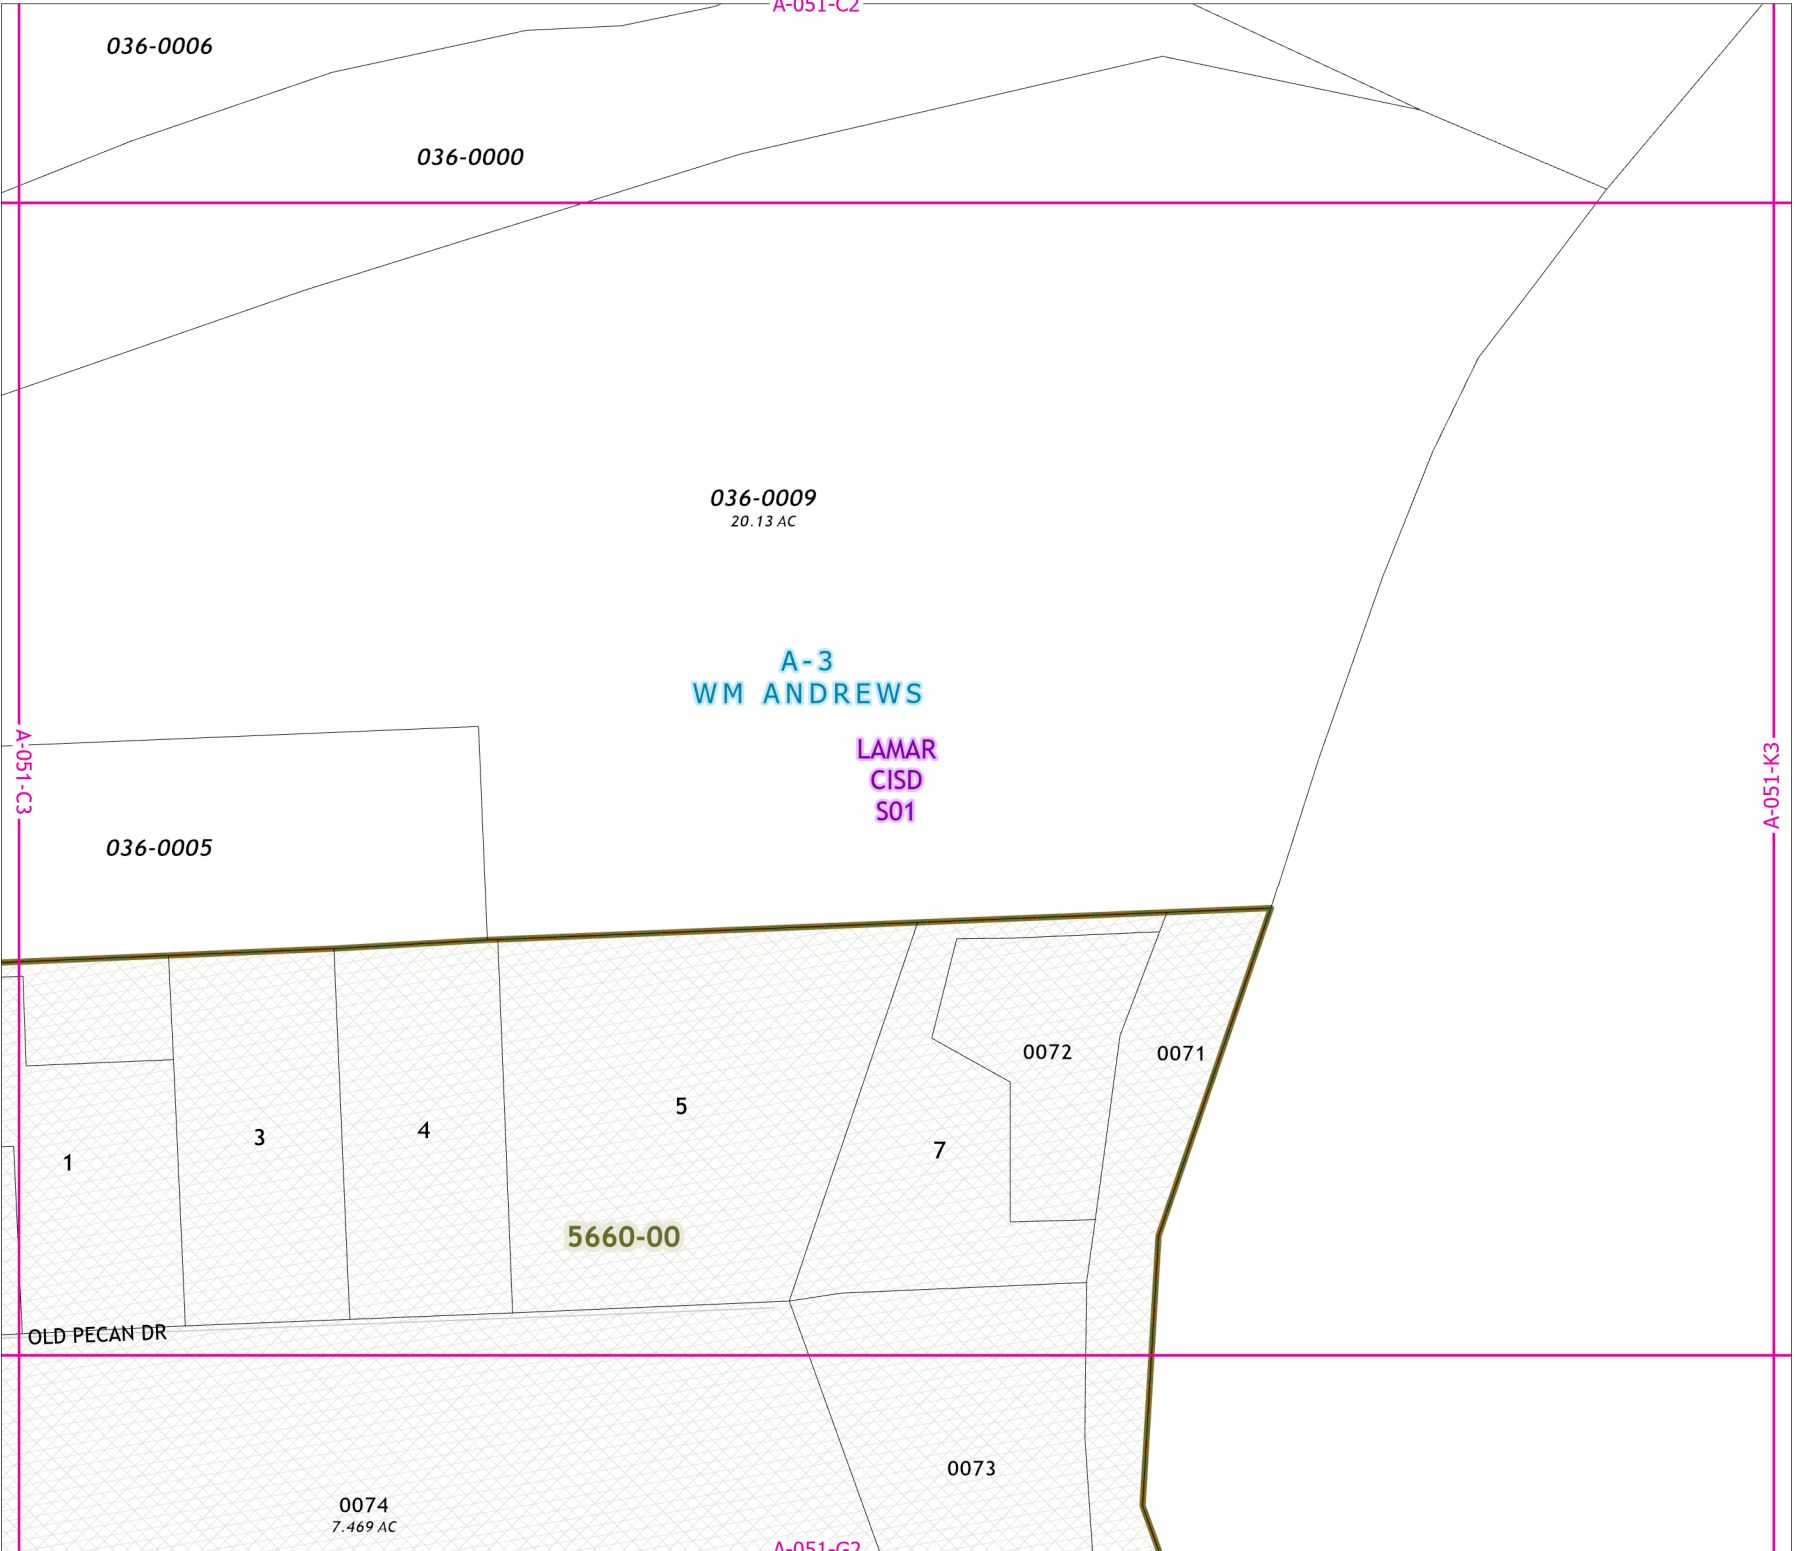 A-051-C2
036-0006
036-0000
036-0009
20.13 AC
A-3
WM ANDREWS
LAMAR
CISD
S01
A-051-C3
A-051-K3
036-0005
0072
0071
5
4
3
7
1
5660-00
OLD PECAN DR
0073
0074
7.469 AC
A-051-G2